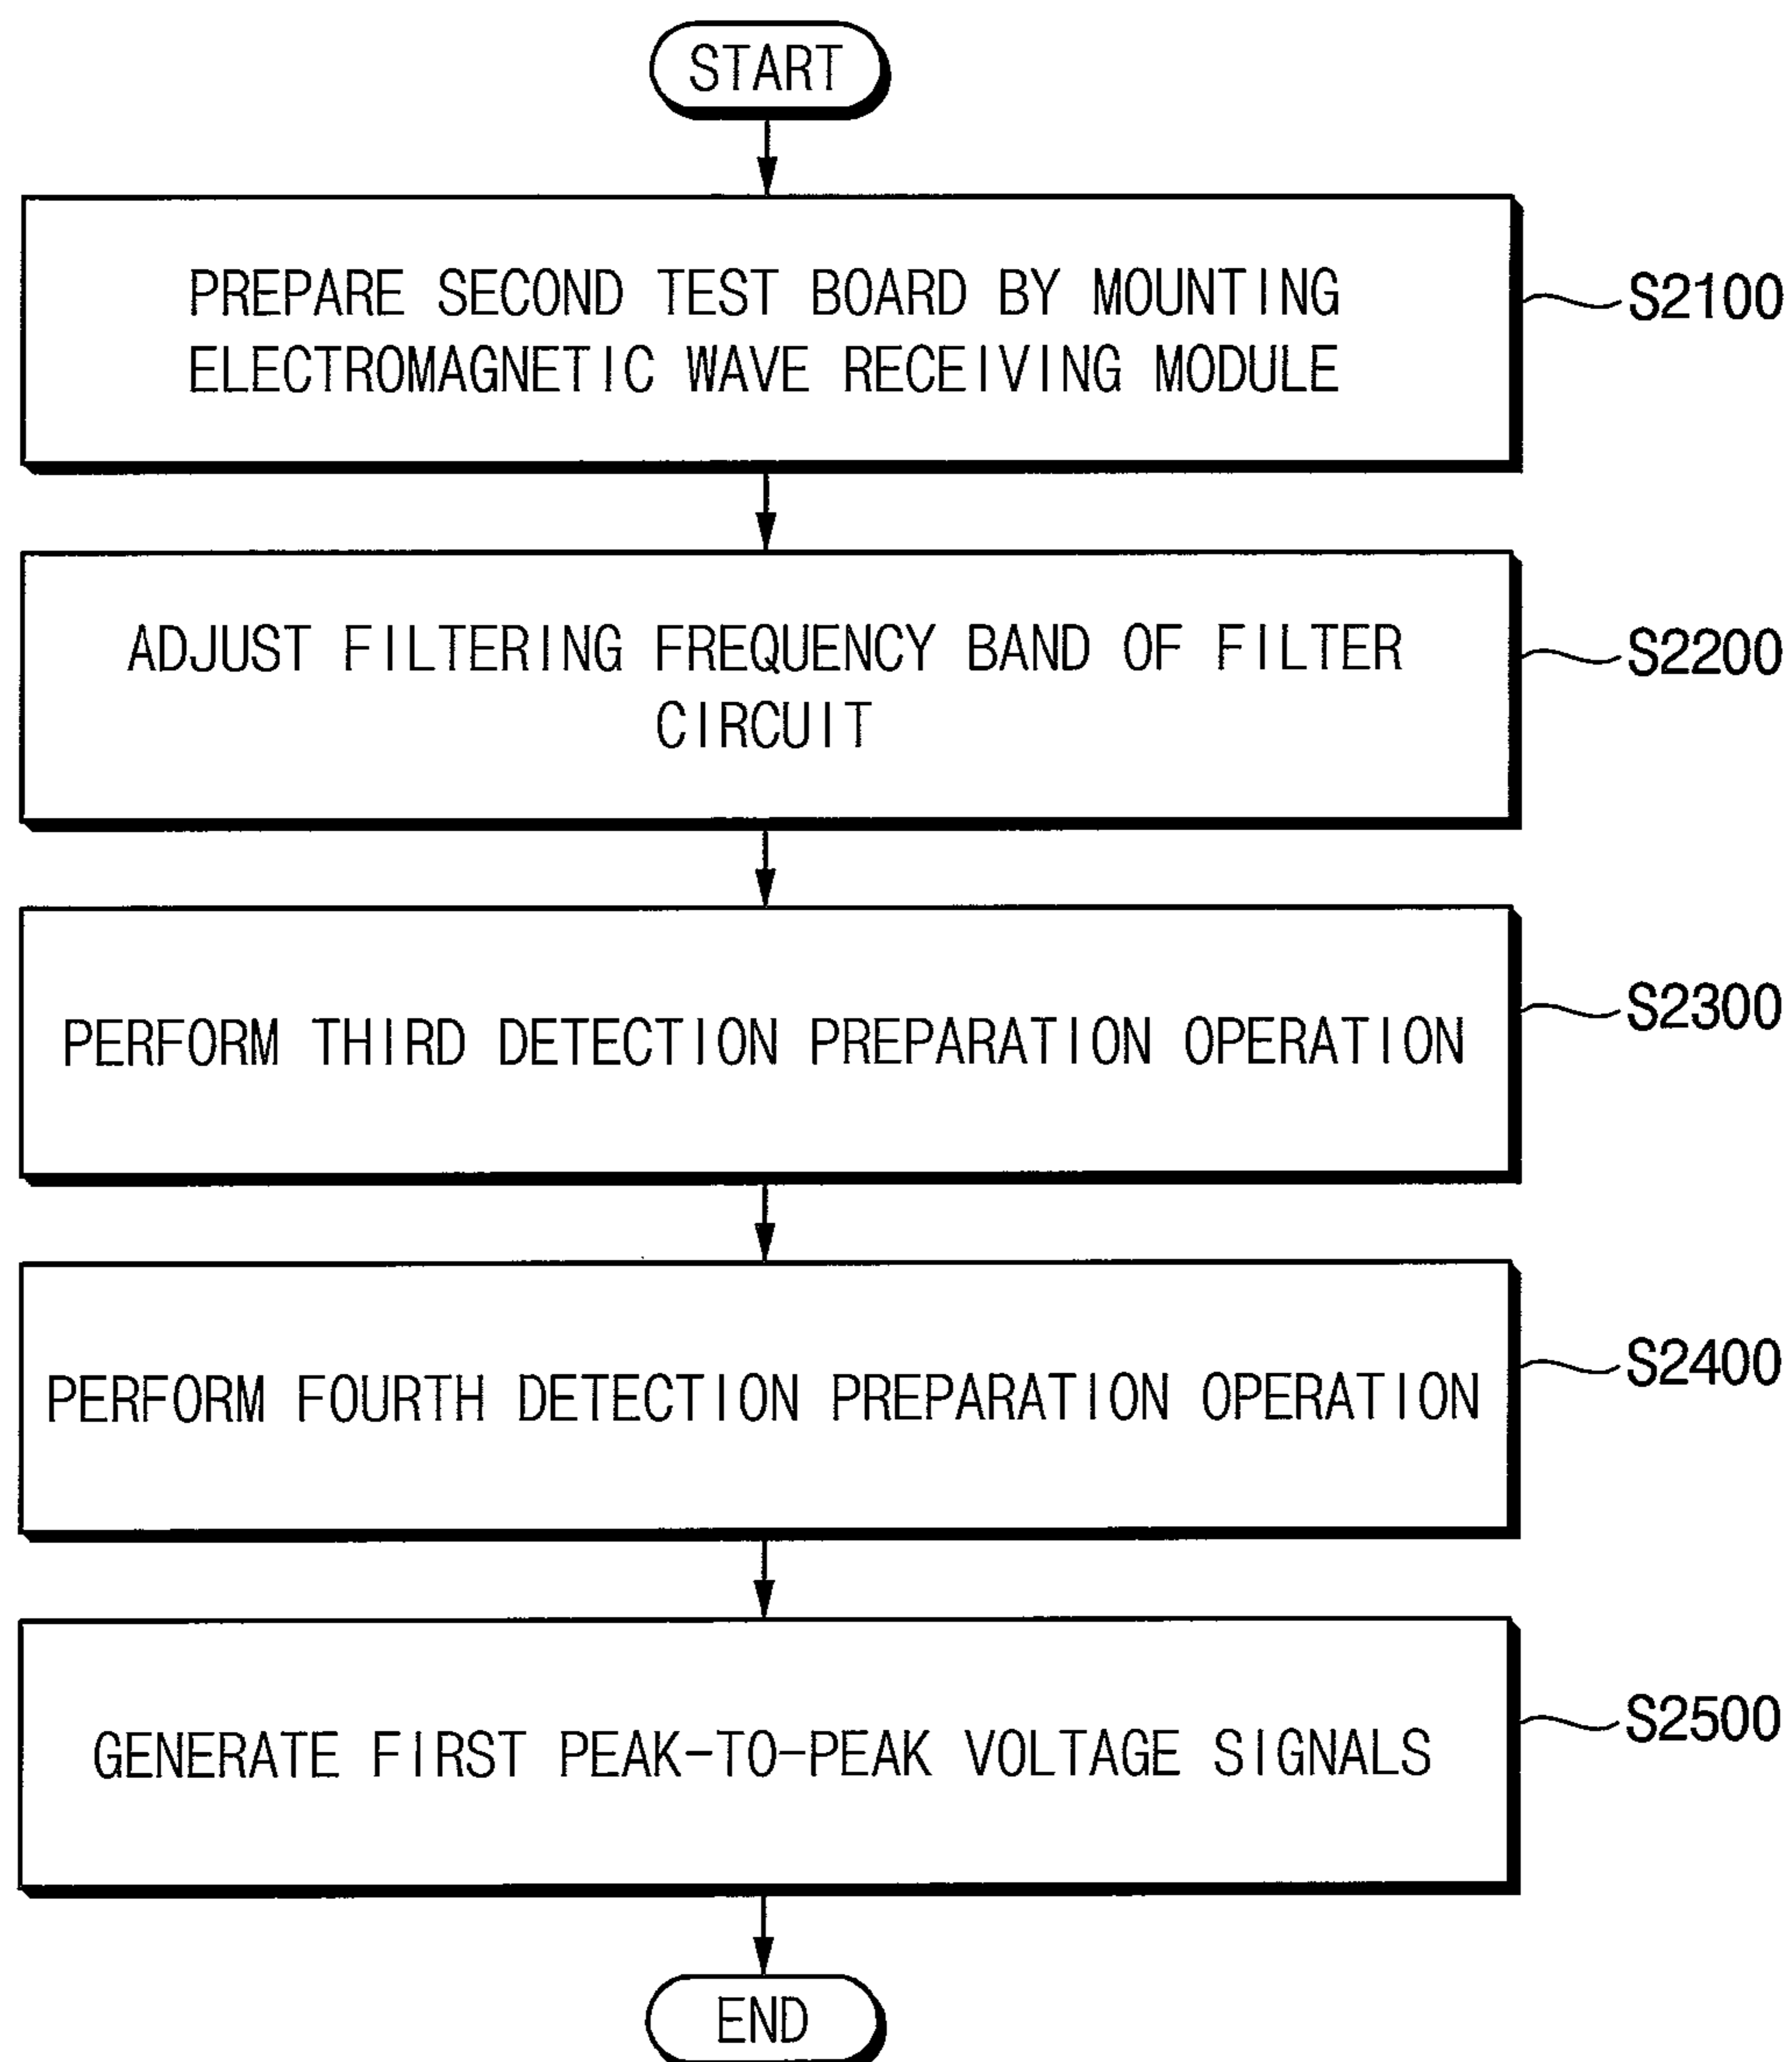 START
PREPARE SECOND TEST BOARD BY MOUNTING
ELECTROMAGNETIC WAVE RECEIVING MODULE
S2100
ADJUST FILTERING FREQUENCY BAND OF FILTER
CIRCUIT
S2200
PERFORM THIRD DETECTION PREPARATION OPERATION
S2300
PERFORM FOURTH DETECTION PREPARATION OPERATION
S2400
GENERATE FIRST PEAK-TO-PEAK VOLTAGE SIGNALS
S2500
END